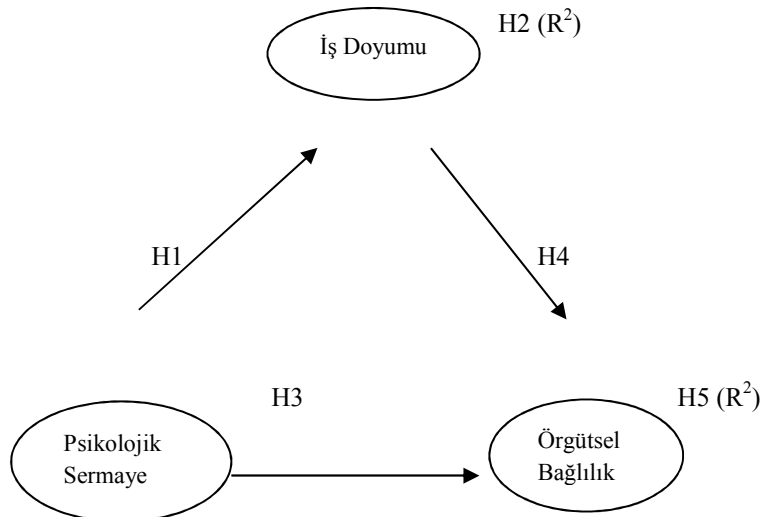 İş Doyumu
H2 (R²)
H1
H4
H3
H5 (R²)
Psikolojik
Sermaye
Örgütsel
Bağlılık